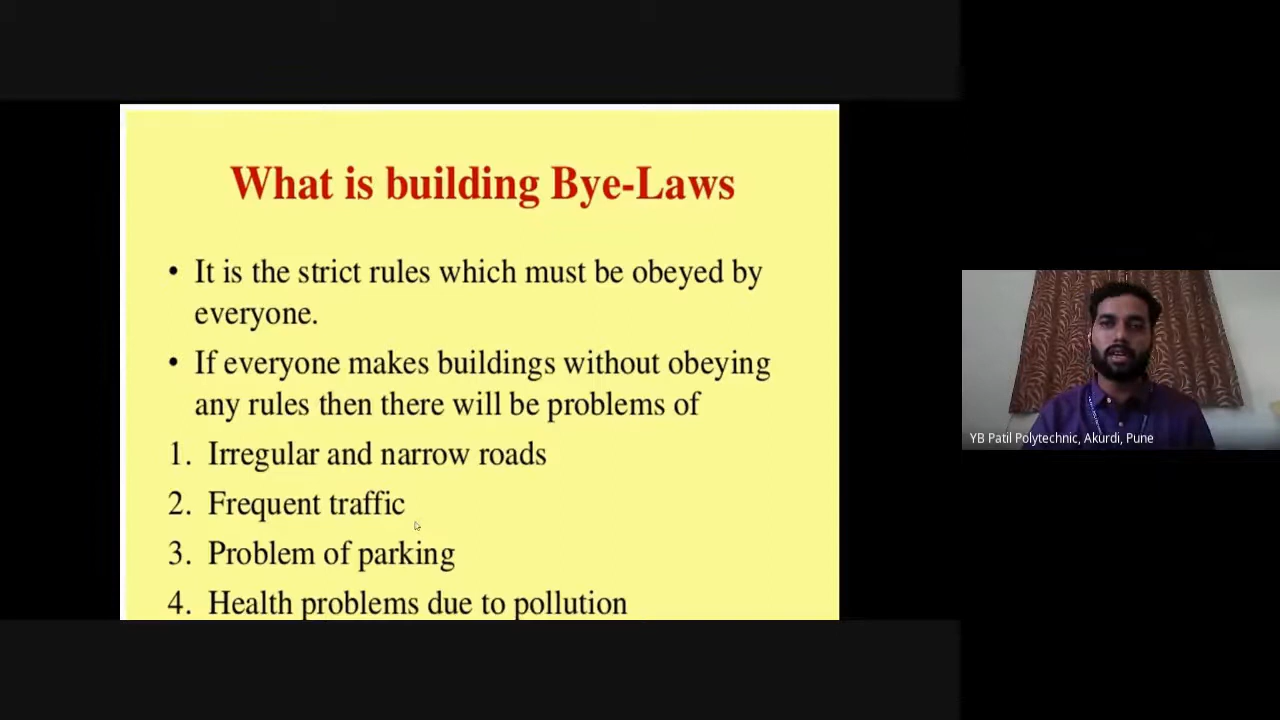 What is building Bye-Laws
• It is the strict rules which must be obeyed by
everyone.
• If everyone makes buildings without obeying
any rules then there will be problems of
1. Irregular and narrow roads
2. Frequent traffic
3. Problem of parking
4. Health problems due to pollution
YB Patil Polytechnic, Akurdi, Pune